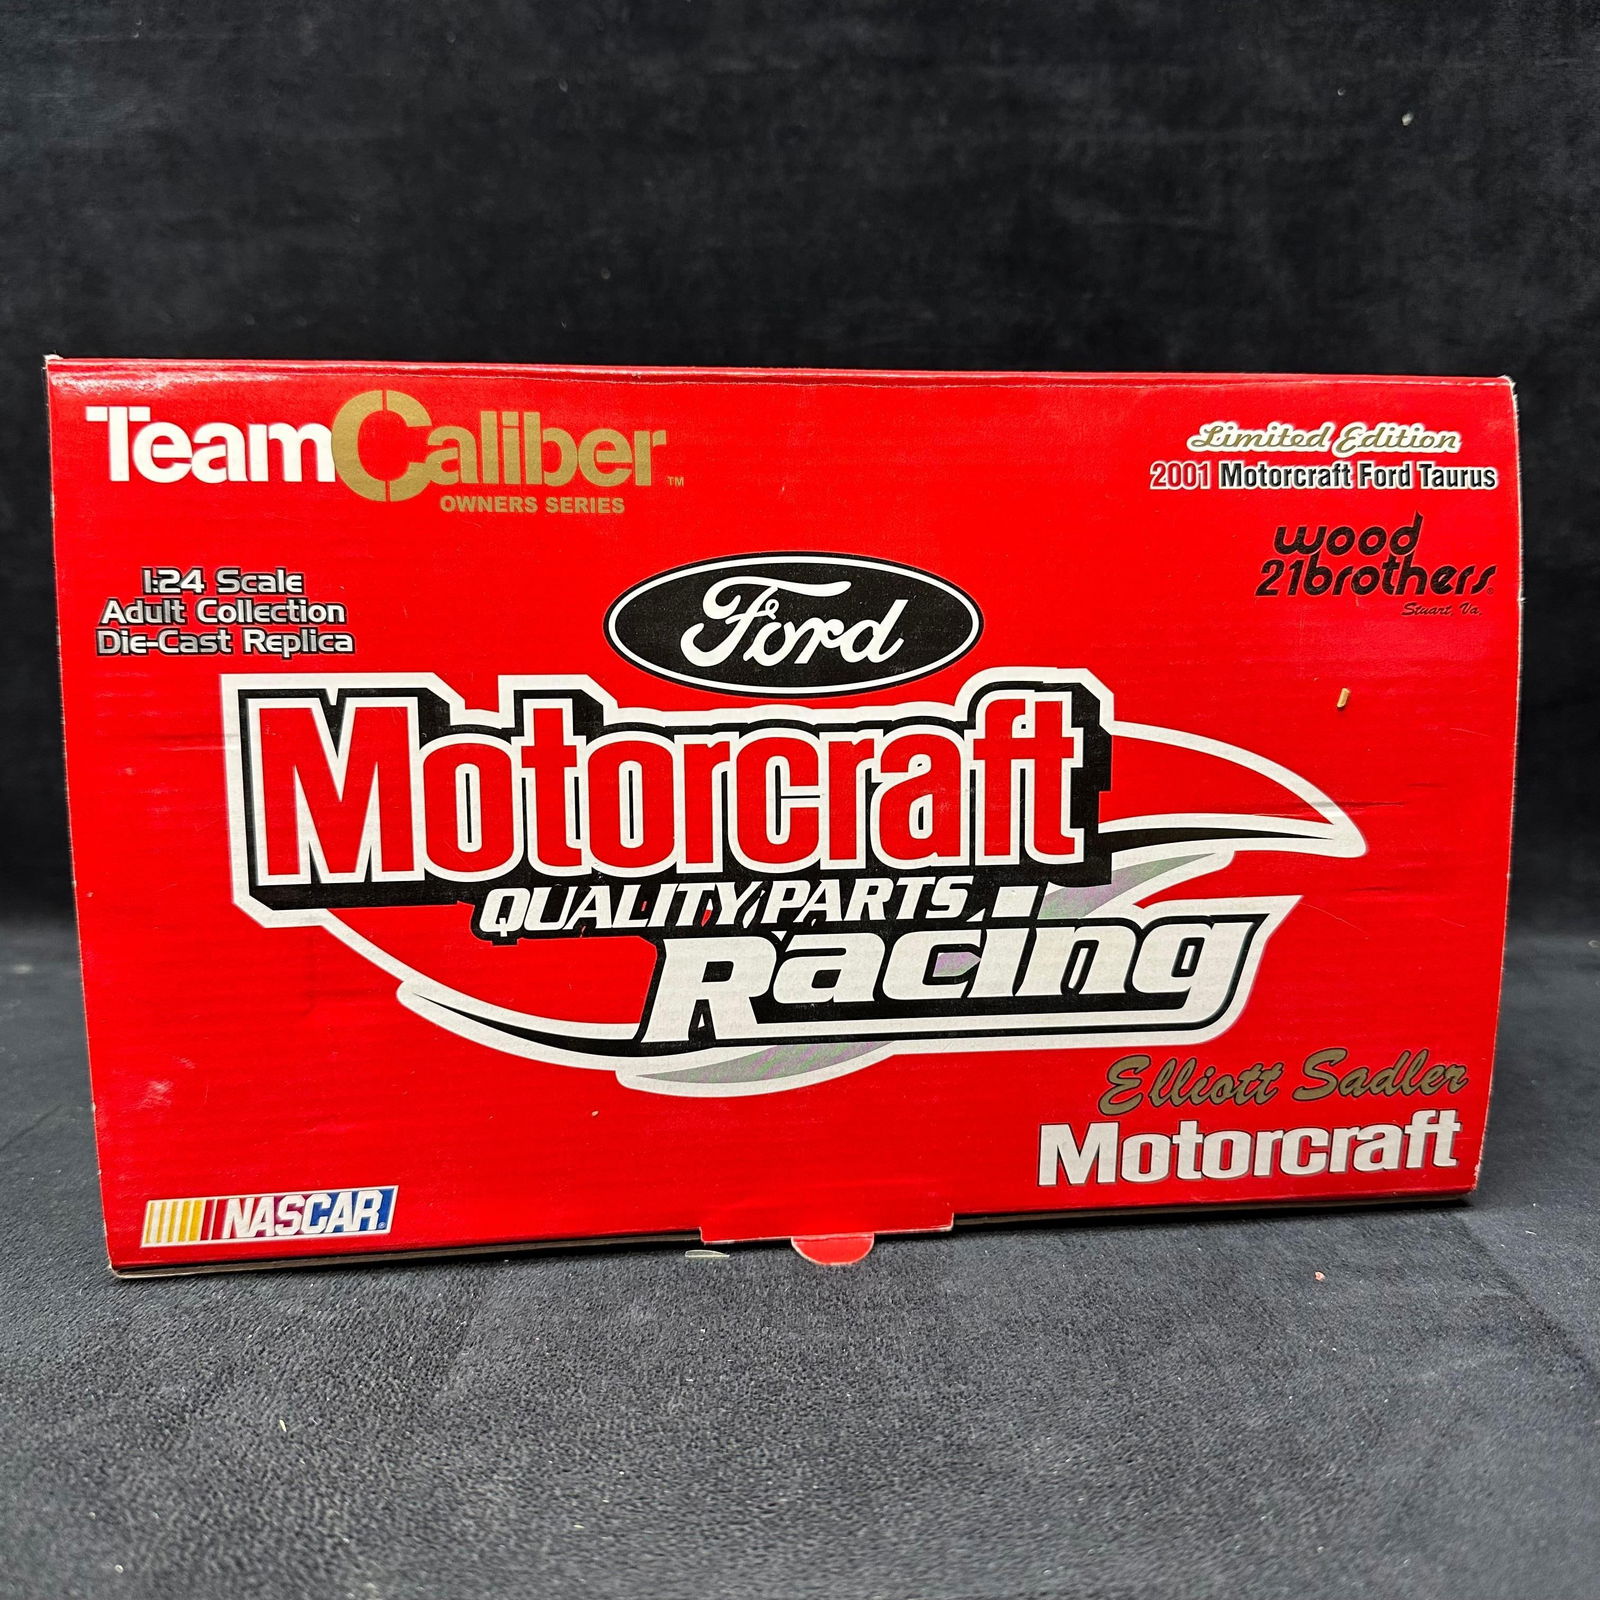 TeamCaliber™
OWNERS SERIES
Limited Edition
2001 Motorcraft Ford Taurus
wood
21brothers®
Stuart, Va.
1:24 Scale
Adult Collection
Die-Cast Replica
Ford
Motorcraft
QUALITY PARTS
Racing
Elliott Sadler
Motorcraft
NASCAR®